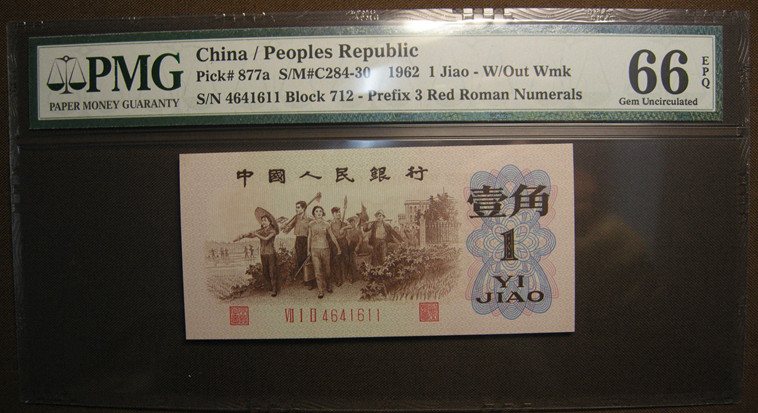 PMG
PAPER MONEY GUARANTY
China / Peoples Republic
Pick# 877a S/M#C284-30 1962 1 Jiao - W/Out Wmk
S/N 4641611 Block 712 - Prefix 3 Red Roman Numerals
66
EPQ
Gem Uncirculated
中國人民銀行
壹角
1
YI
JIAO
VII I II 4641611